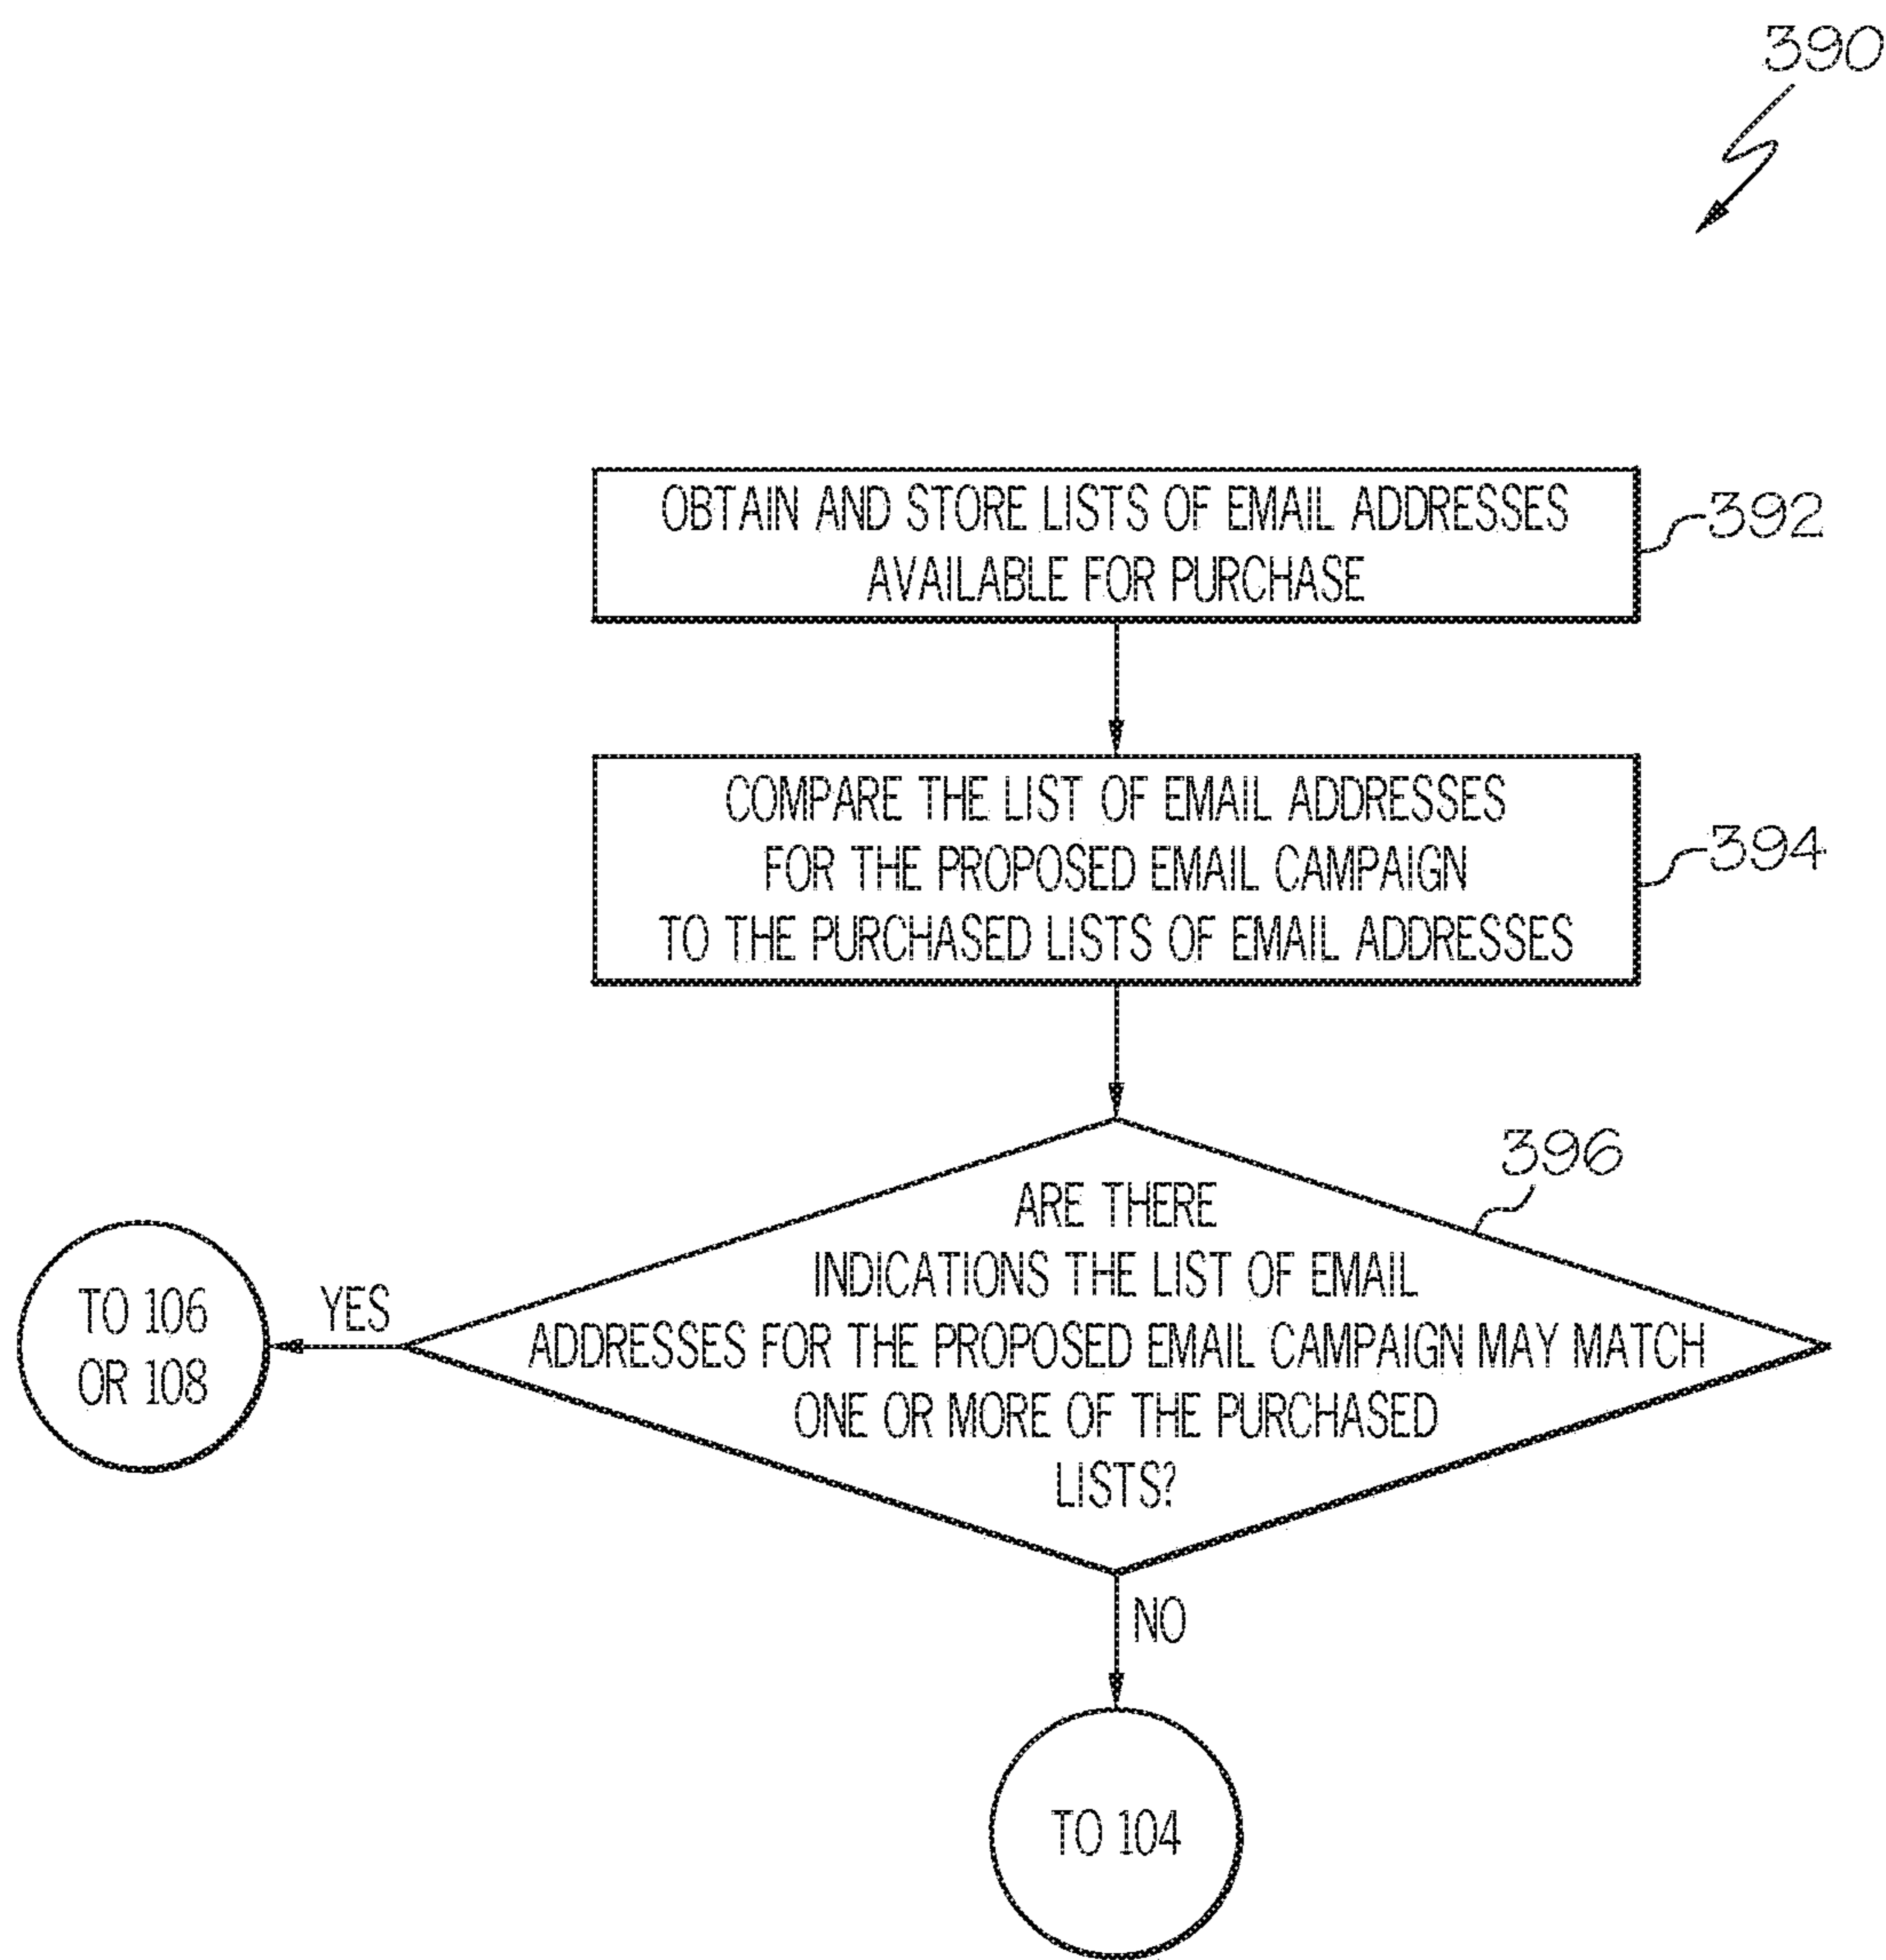 390
OBTAIN AND STORE LISTS OF EMAIL ADDRESSES
AVAILABLE FOR PURCHASE
392
COMPARE THE LIST OF EMAIL ADDRESSES
FOR THE PROPOSED EMAIL CAMPAIGN
TO THE PURCHASED LISTS OF EMAIL ADDRESSES
394
396
ARE THERE
INDICATIONS THE LIST OF EMAIL
ADDRESSES FOR THE PROPOSED EMAIL CAMPAIGN MAY MATCH
ONE OR MORE OF THE PURCHASED
LISTS?
YES
TO 106
OR 108
NO
TO 104